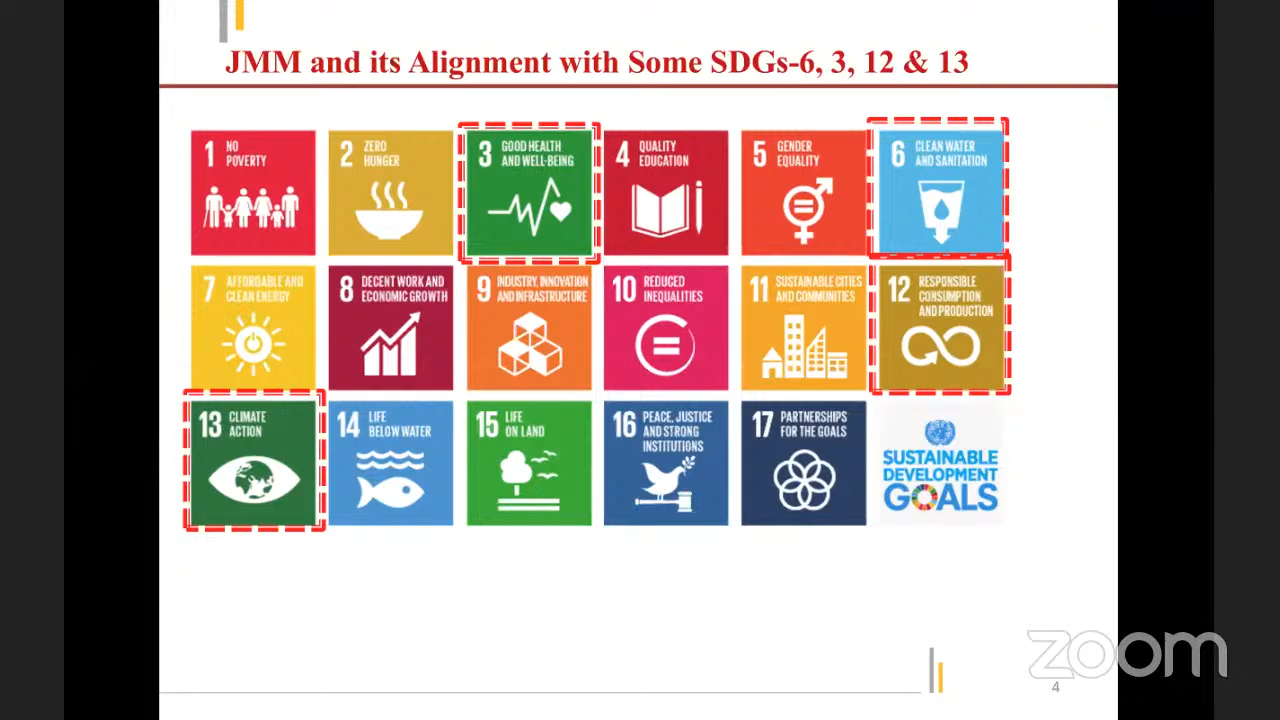 JMM and its Alignment with Some SDGs-6, 3, 12 & 13
1 NO
POVERTY
2 ZERO
HUNGER
3 GOOD HEALTH
AND WELL-BEING
4 QUALITY
EDUCATION
5 GENDER
EQUALITY
6 CLEAN WATER
AND SANITATION
7 AFFORDABLE AND
CLEAN ENERGY
8 DECENT WORK AND
ECONOMIC GROWTH
9 INDUSTRY, INNOVATION
AND INFRASTRUCTURE
10 REDUCED
INEQUALITIES
11 SUSTAINABLE CITIES
AND COMMUNITIES
12 RESPONSIBLE
CONSUMPTION
AND PRODUCTION
13 CLIMATE
ACTION
14 LIFE
BELOW WATER
15 LIFE
ON LAND
16 PEACE, JUSTICE
AND STRONG
INSTITUTIONS
17 PARTNERSHIPS
FOR THE GOALS
SUSTAINABLE
DEVELOPMENT
GOALS
zoom
4